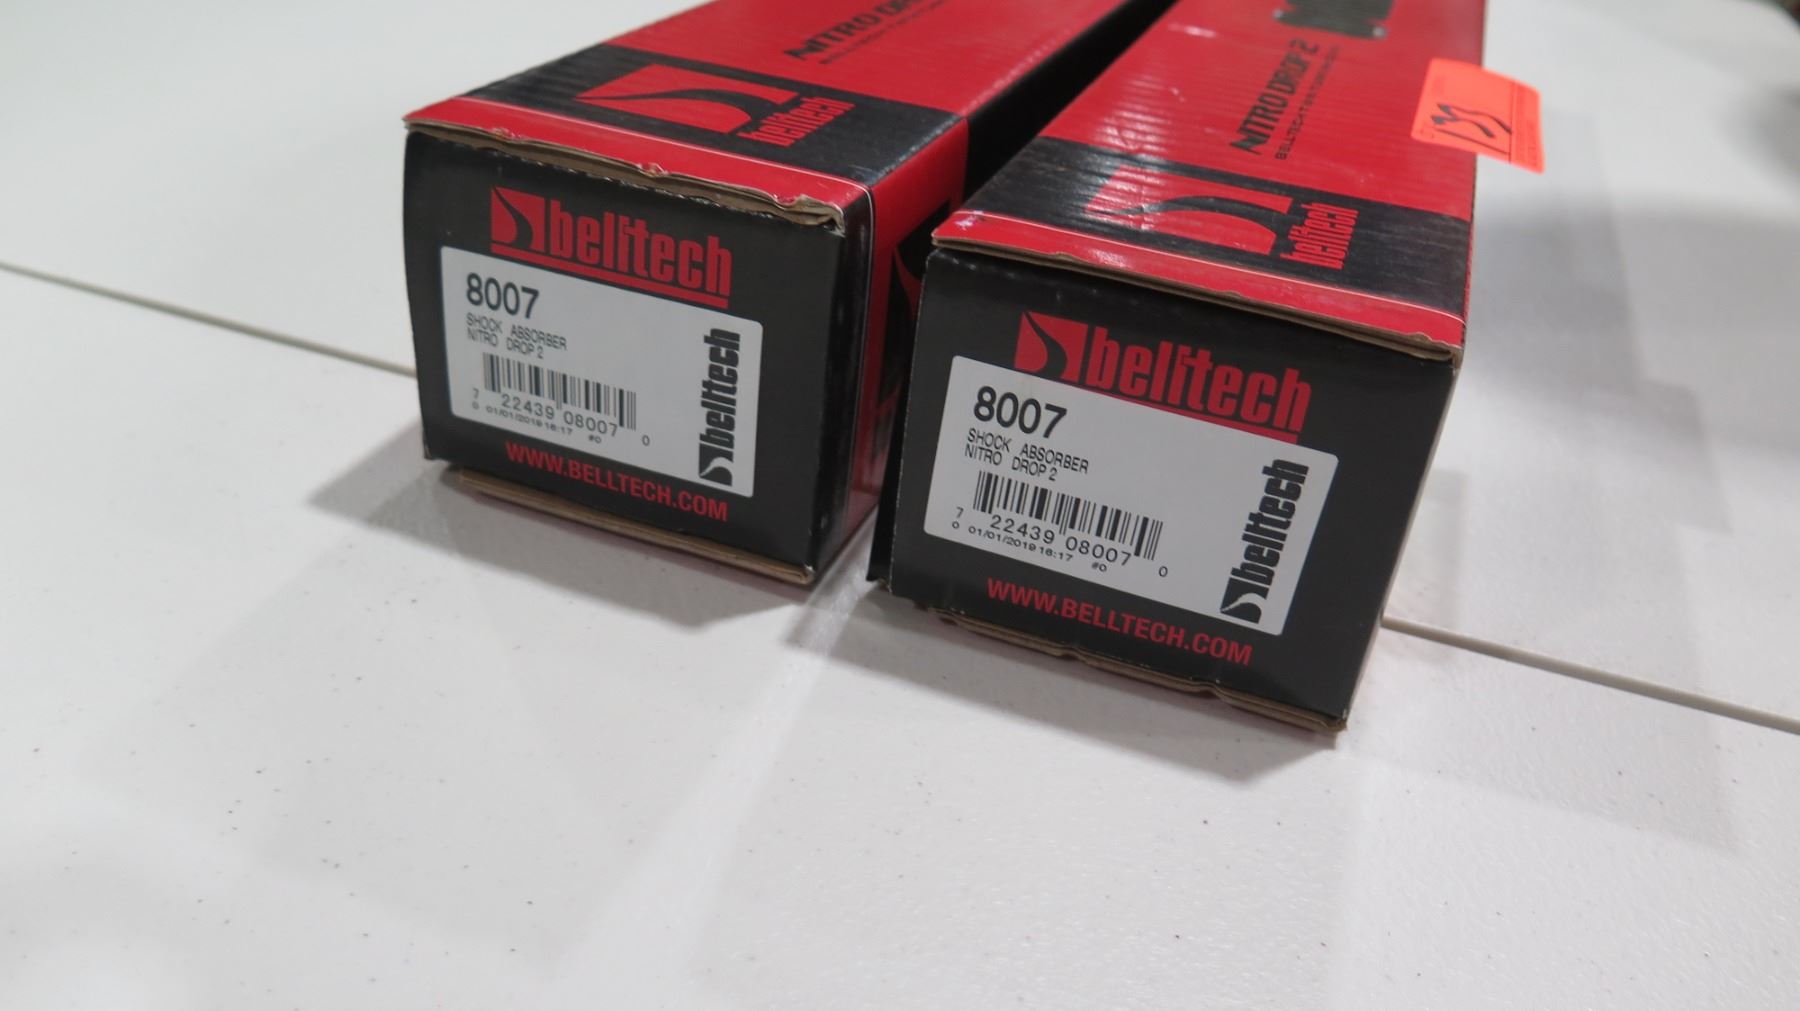 NITRO DROP
belltech
belltech
8007
SHOCK ABSORBER
NITRO DROP 2
7 22439 08007 0
0 01/01/2019 16:17 #0
belltech
WWW.BELLTECH.COM
NITRO DROP 2
belltech
133
belltech
8007
SHOCK ABSORBER
NITRO DROP 2
7 22439 08007 0
0 01/01/2019 16:17 #0
belltech
WWW.BELLTECH.COM